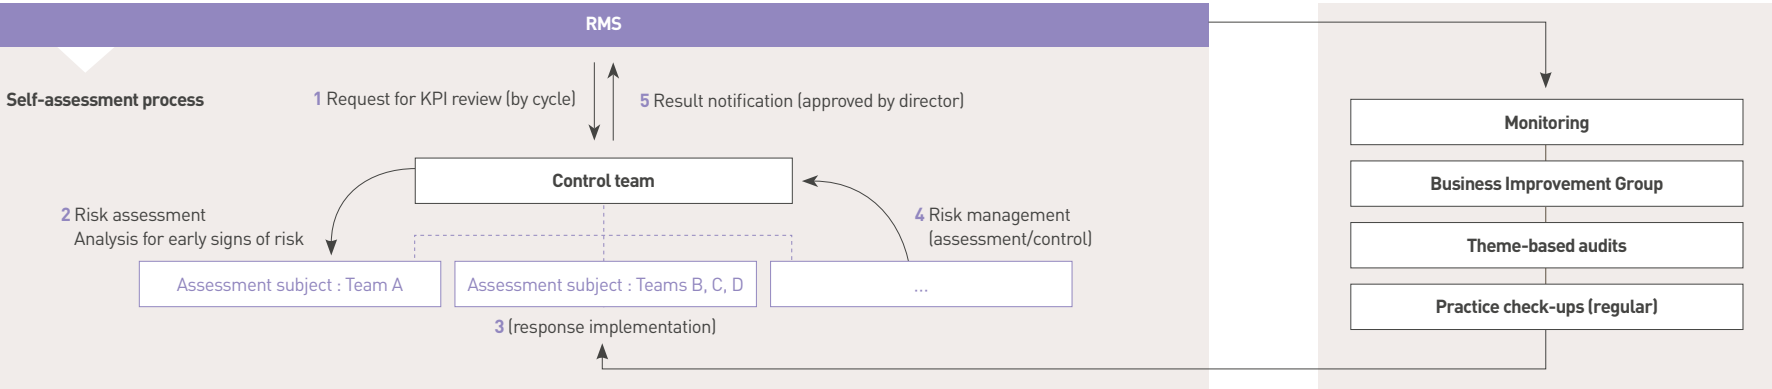 RMS
Self-assessment process
1 Request for KPI review (by cycle)
5 Result notification (approved by director)
Control team
2 Risk assessment
Analysis for early signs of risk
4 Risk management
(assessment/control)
Assessment subject : Team A
Assessment subject : Teams B, C, D
...
3 (response implementation)
Monitoring
Business Improvement Group
Theme-based audits
Practice check-ups (regular)